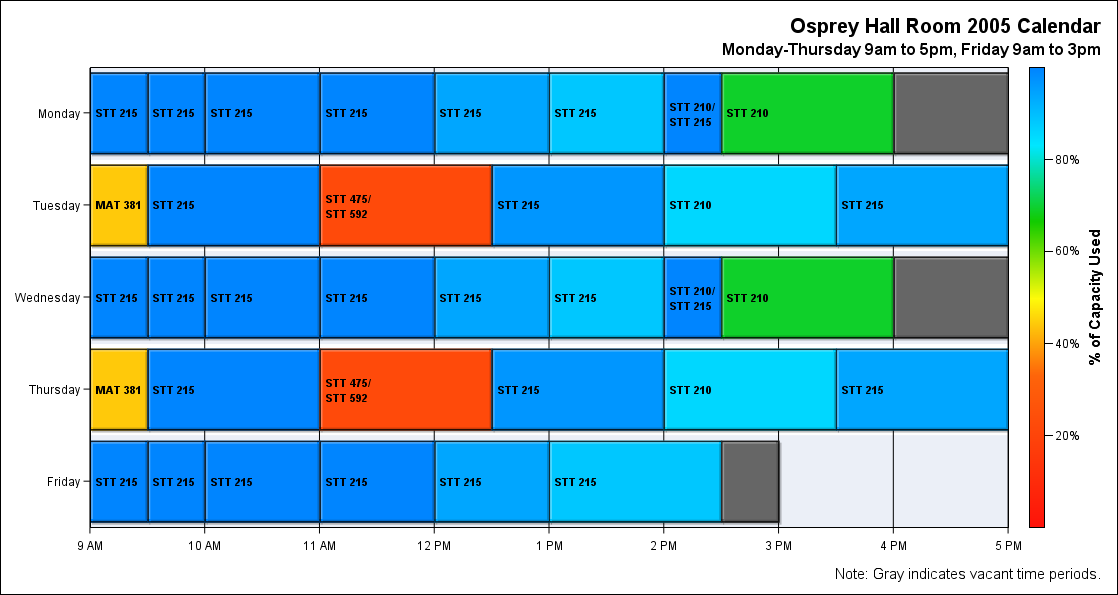 Osprey Hall Room 2005 Calendar
Monday-Thursday 9am to 5pm, Friday 9am to 3pm
Monday
STT 215
STT 215
STT 215
STT 215
STT 215
STT 215
STT 210/
STT 215
STT 210
Tuesday
MAT 381
STT 215
STT 475/
STT 592
STT 215
STT 210
STT 215
Wednesday
STT 215
STT 215
STT 215
STT 215
STT 215
STT 215
STT 210/
STT 215
STT 210
Thursday
MAT 381
STT 215
STT 475/
STT 592
STT 215
STT 210
STT 215
Friday
STT 215
STT 215
STT 215
STT 215
STT 215
STT 215
9 AM
10 AM
11 AM
12 PM
1 PM
2 PM
3 PM
4 PM
5 PM
80%
60%
40%
20%
% of Capacity Used
Note: Gray indicates vacant time periods.